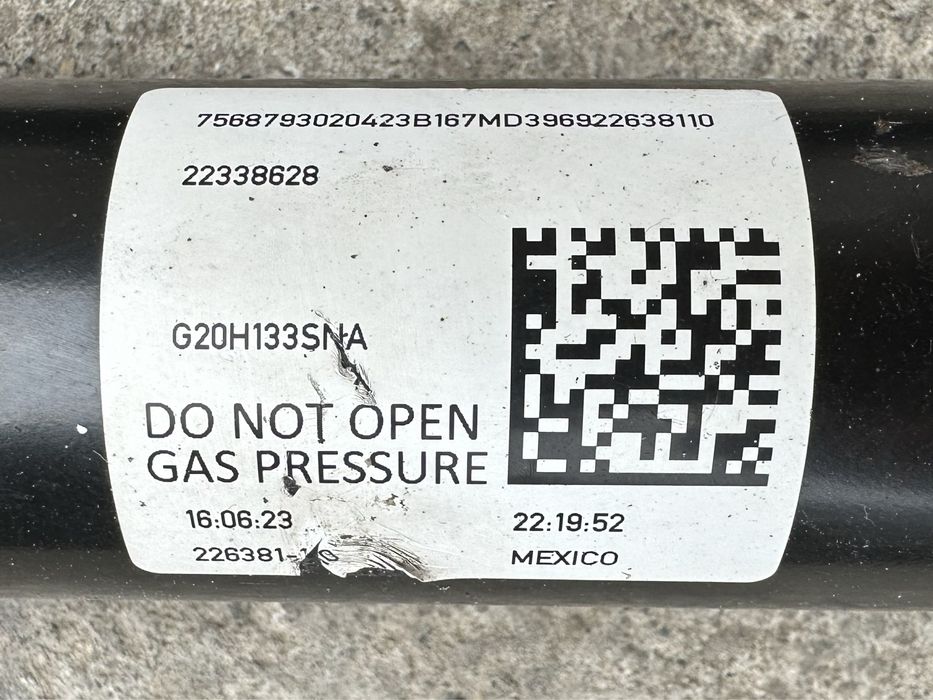 7568793020423B167MD396922638110
22338628
G20H133SNA
DO NOT OPEN
GAS PRESSURE
16:06:23 22:19:52
MEXICO